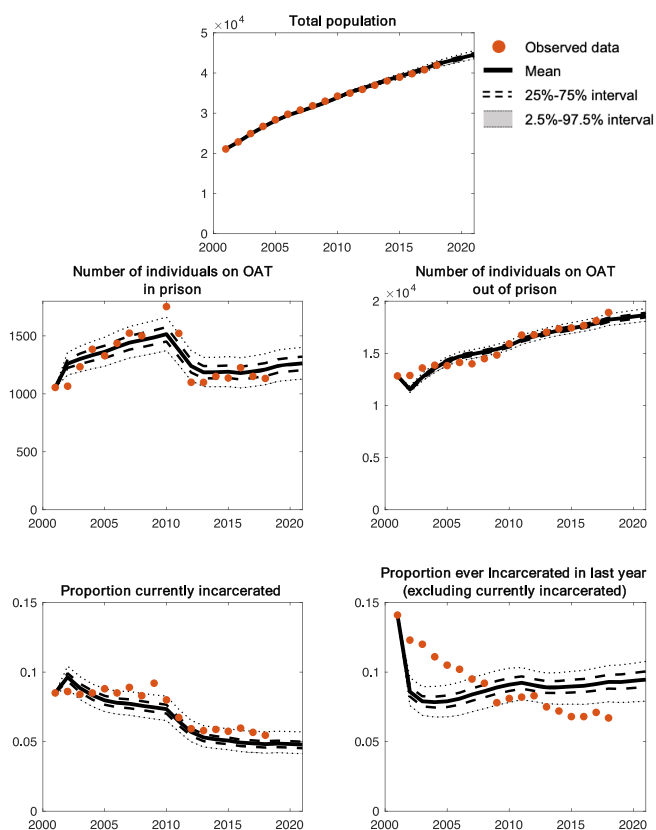 Total population
×10⁴
5
4
3
2
1
0
2000 2005 2010 2015 2020
Observed data
Mean
25%-75% interval
2.5%-97.5% interval
Number of individuals on OAT
in prison
1500
1000
500
0
2000 2005 2010 2015 2020
Number of individuals on OAT
out of prison
×10⁴
2
1.5
1
0.5
0
2000 2005 2010 2015 2020
Proportion currently incarcerated
0.15
0.1
0.05
0
2000 2005 2010 2015 2020
Proportion ever Incarcerated in last year
(excluding currently incarcerated)
0.15
0.1
0.05
0
2000 2005 2010 2015 2020